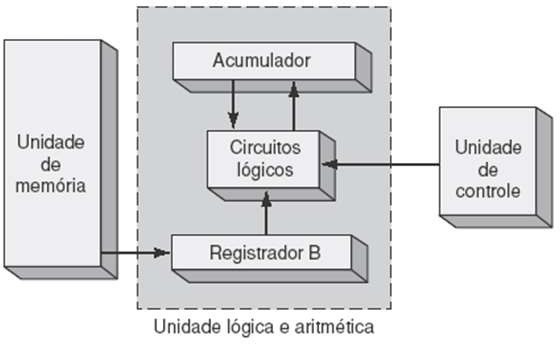 Acumulador
Unidade
de
memória
Circuitos
lógicos
Unidade
de
controle
Registrador B
Unidade lógica e aritmética